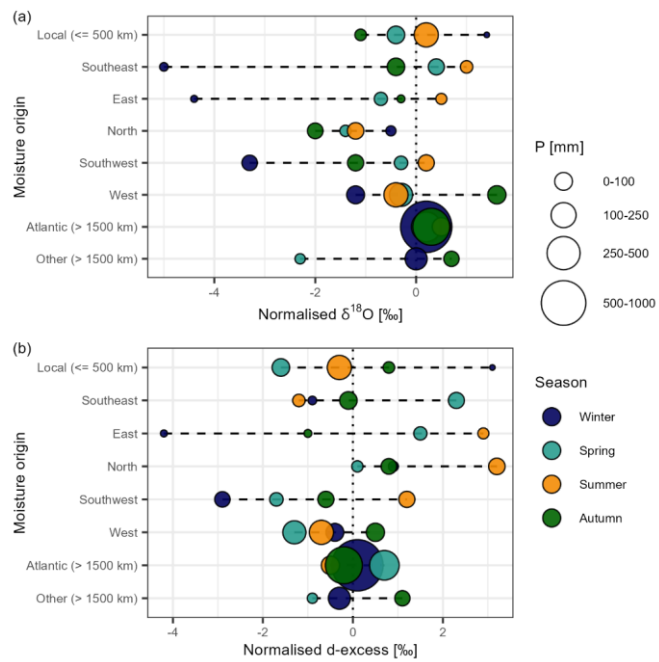 (a)
Local (<= 500 km)
Southeast
East
North
Southwest
West
Atlantic (> 1500 km)
Other (> 1500 km)
Moisture origin
-4
-2
0
Normalised δ¹⁸O [‰]
P [mm]
0-100
100-250
250-500
500-1000
(b)
Local (<= 500 km)
Southeast
East
North
Southwest
West
Atlantic (> 1500 km)
Other (> 1500 km)
Moisture origin
-4
-2
0
2
Normalised d-excess [‰]
Season
Winter
Spring
Summer
Autumn